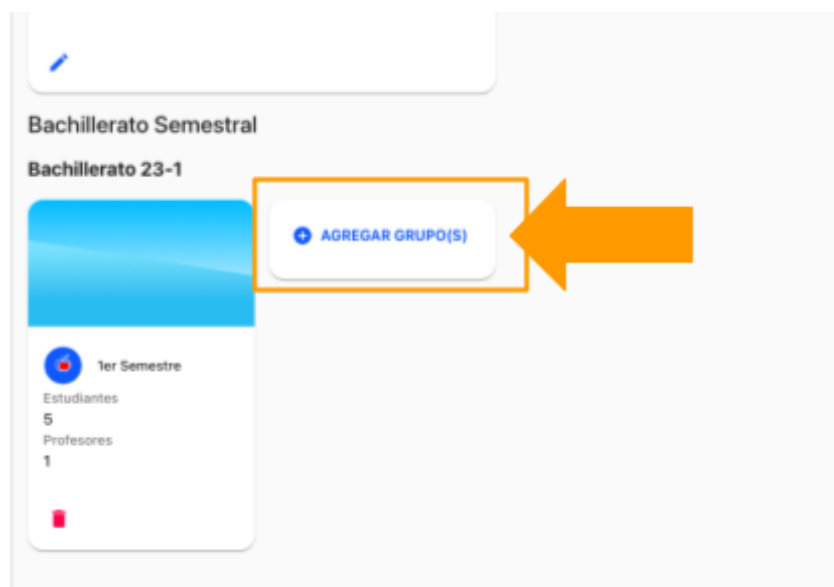 Bachillerato Semestral
Bachillerato 23-1
AGREGAR GRUPO(S)
1er Semestre
Estudiantes
5
Profesores
1